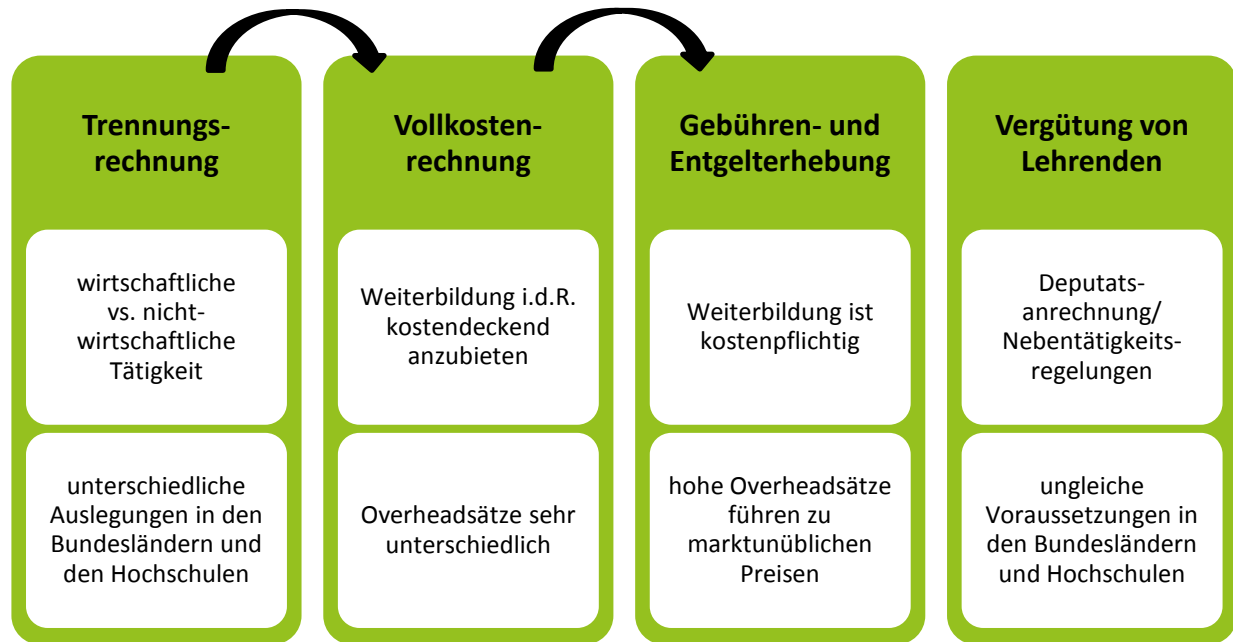 Trennungs-
rechnung
wirtschaftliche
vs. nicht-
wirtschaftliche
Tätigkeit
unterschiedliche
Auslegungen in den
Bundesländern und
den Hochschulen
Vollkosten-
rechnung
Weiterbildung i.d.R.
kostendeckend
anzubieten
Overheadsätze sehr
unterschiedlich
Gebühren- und
Entgelterhebung
Weiterbildung ist
kostenpflichtig
hohe Overheadsätze
führen zu
marktunüblichen
Preisen
Vergütung von
Lehrenden
Deputats-
anrechnung/
Nebentätigkeits-
regelungen
ungleiche
Voraussetzungen in
den Bundesländern
und Hochschulen